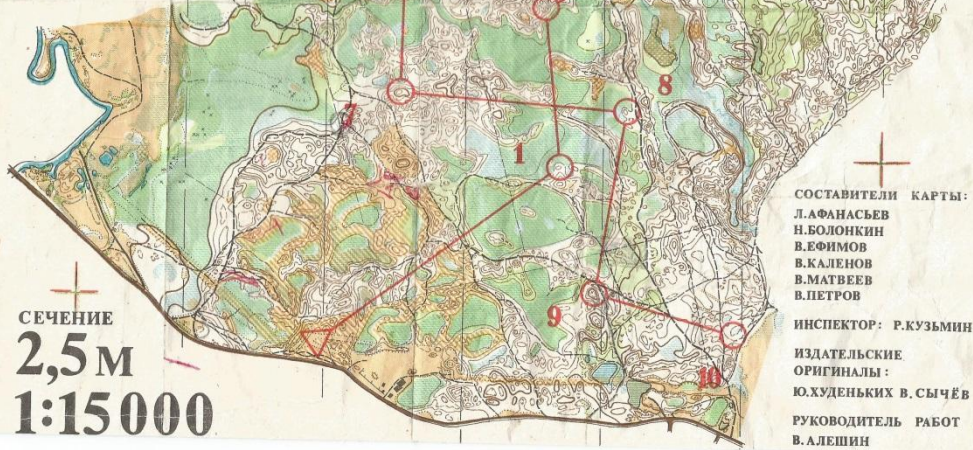 8
7
1
9
10
СЕЧЕНИЕ
2,5м
1:15000
СОСТАВИТЕЛИ КАРТЫ:
Л.АФАНАСЬЕВ
Н.БОЛОНКИН
В.ЕФИМОВ
В.КАЛЕНОВ
В.МАТВЕЕВ
В.ПЕТРОВ
ИНСПЕКТОР: Р.КУЗЬМИН
ИЗДАТЕЛЬСКИЕ
ОРИГИНАЛЫ:
Ю.ХУДЕНЬКИХ В.СЫЧЁВ
РУКОВОДИТЕЛЬ РАБОТ
В.АЛЕШИН